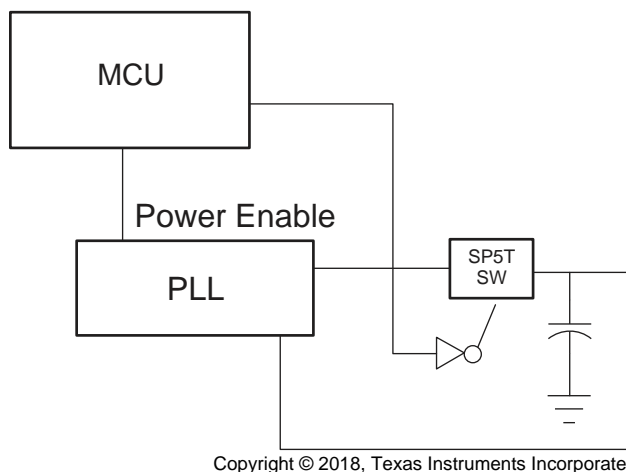 MCU
Power Enable
PLL
SP5T
SW
Copyright © 2018, Texas Instruments Incorporate